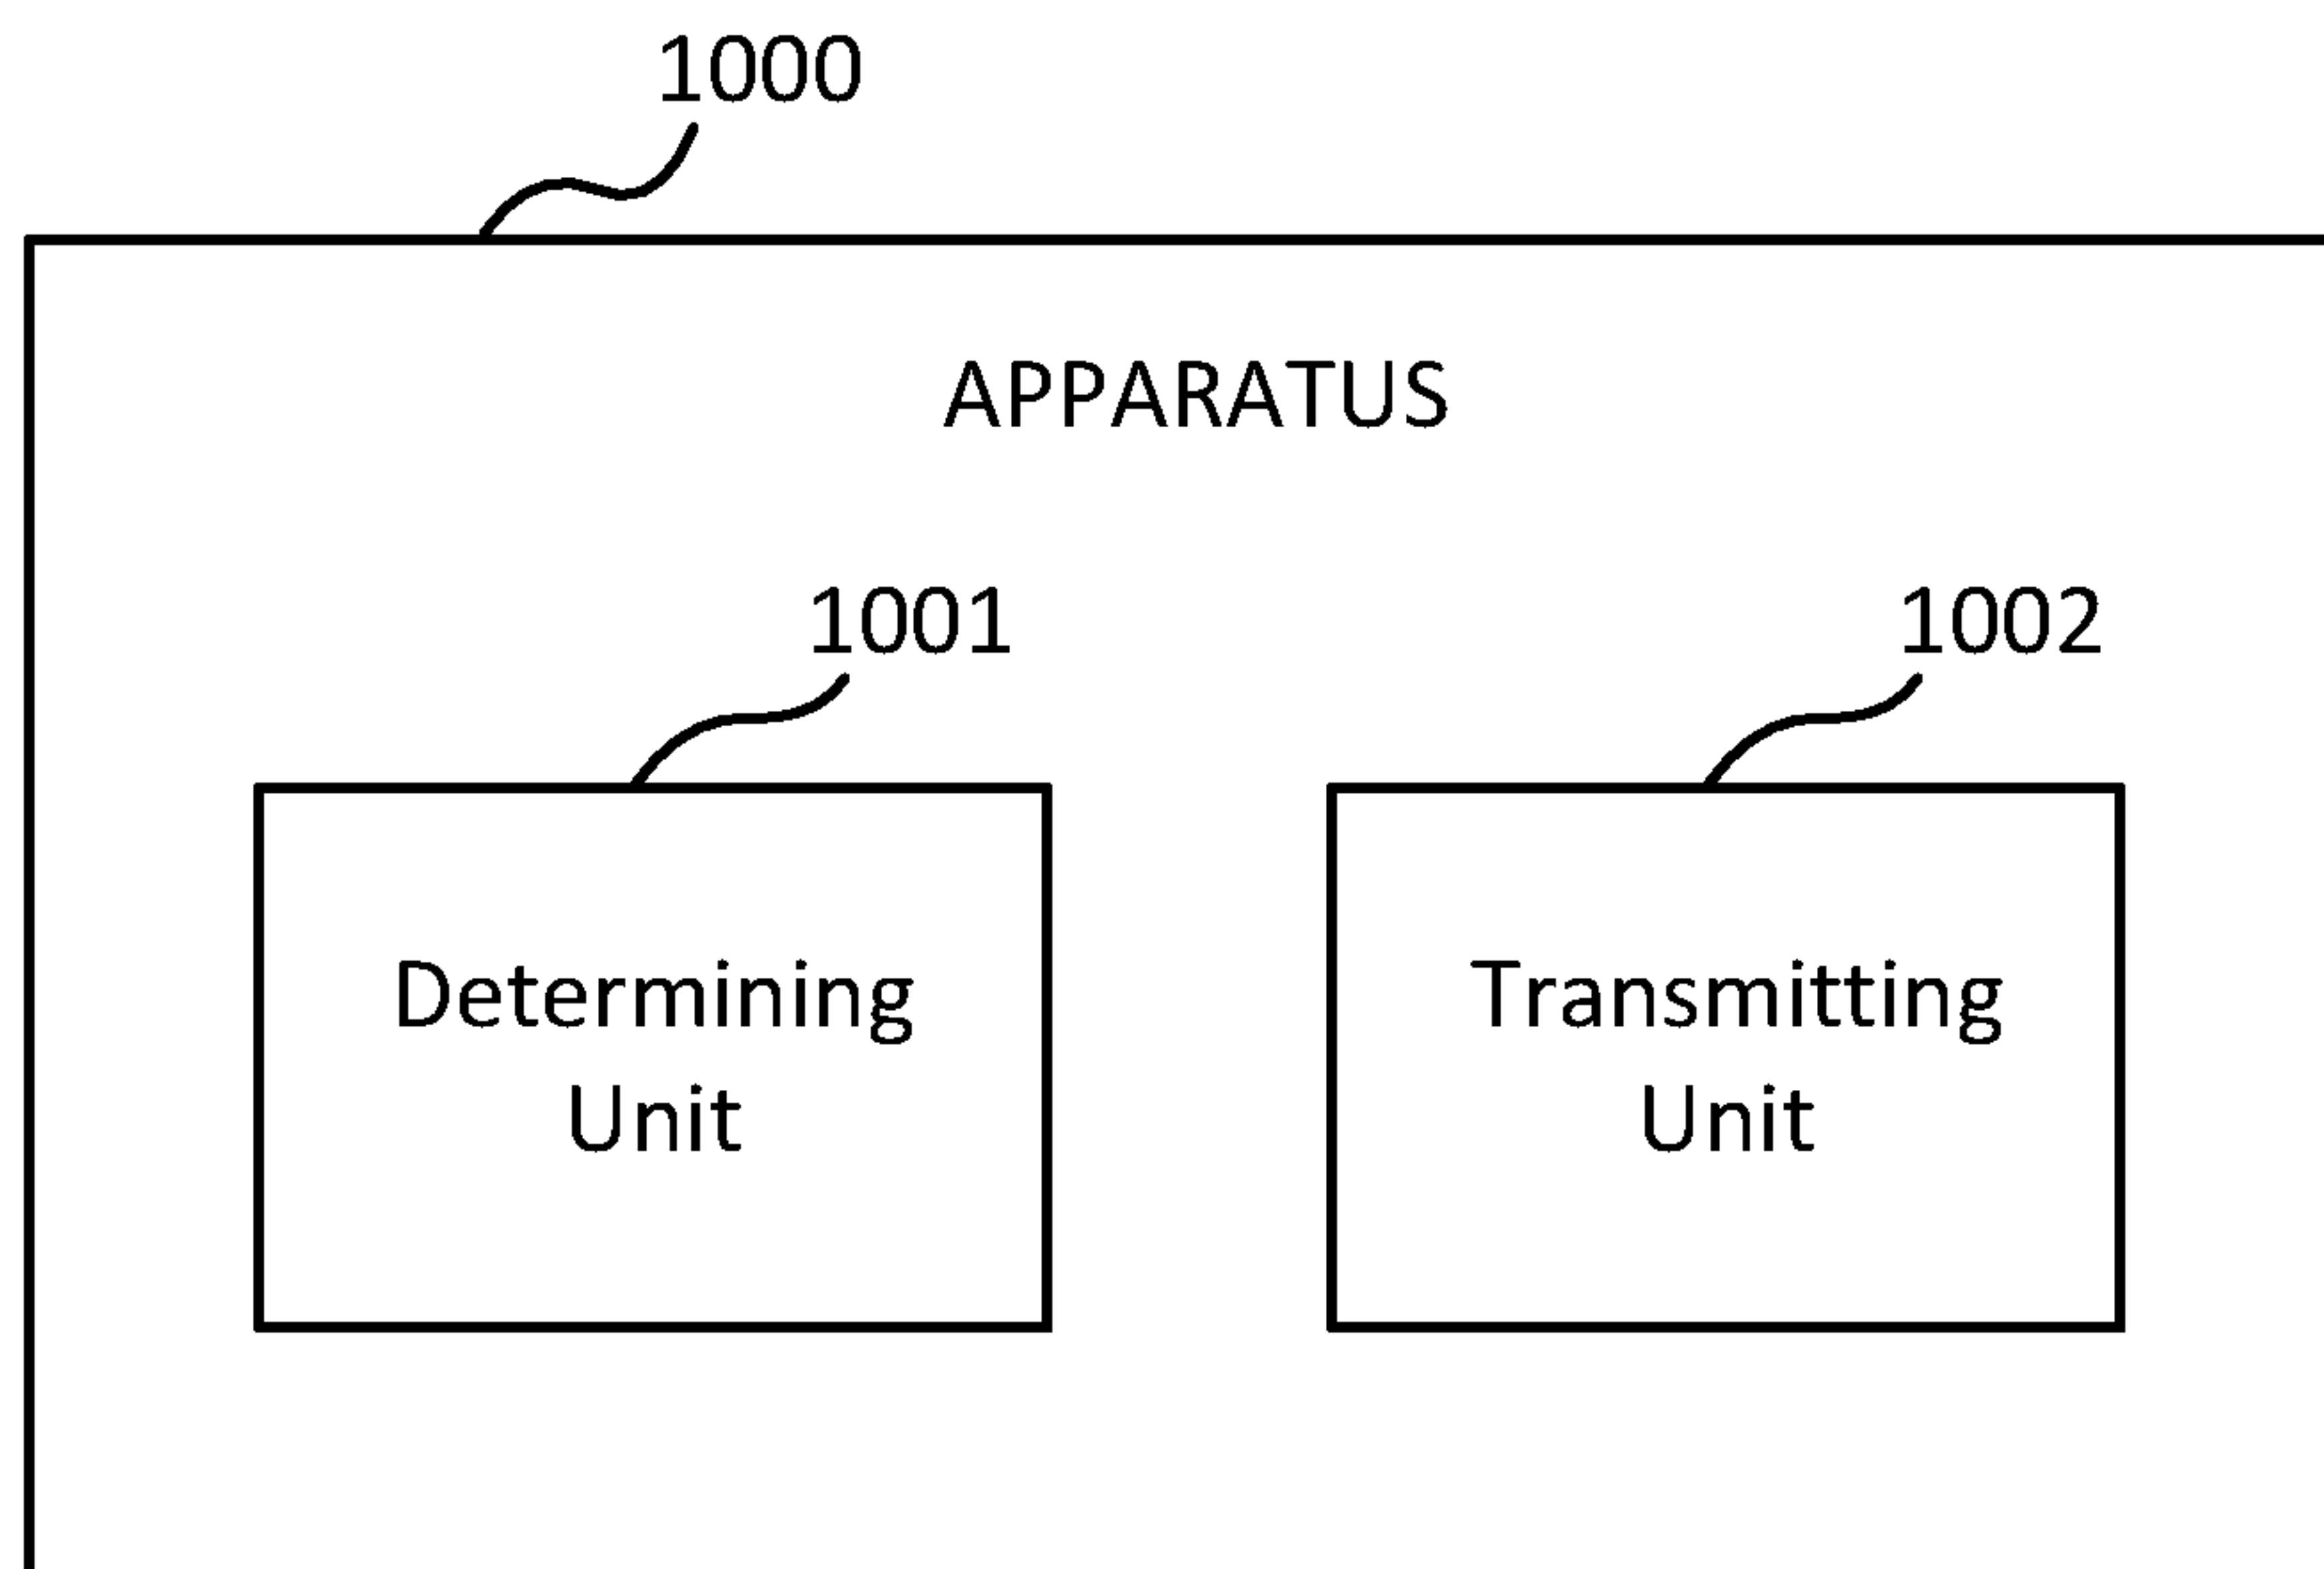 1000
APPARATUS
1001
1002
Determining
Unit
Transmitting
Unit